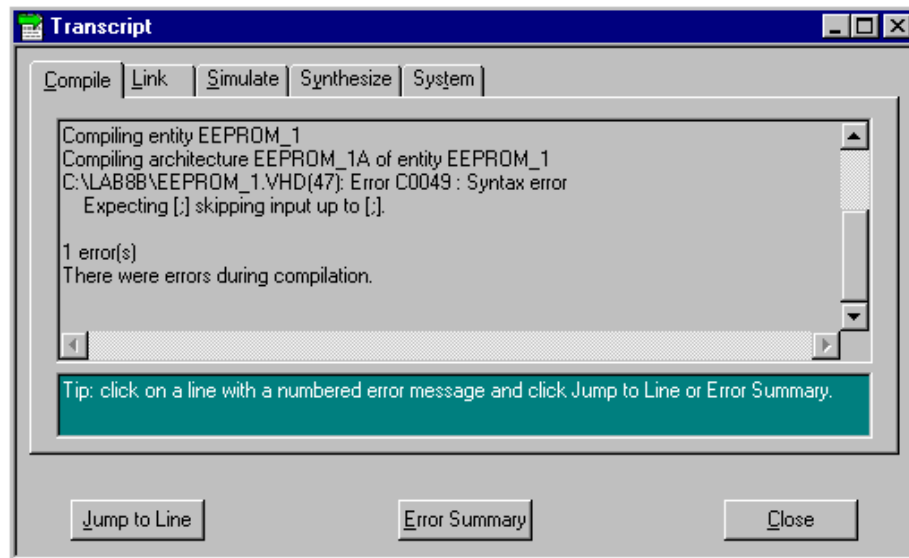 Transcript
Compile Link Simulate Synthesize System
Compiling entity EEPROM_1
Compiling architecture EEPROM_1A of entity EEPROM_1
C:\LAB8B\EEPROM_1.VHD(47): Error C0049 : Syntax error
Expecting [;] skipping input up to [;].
1 error(s)
There were errors during compilation.
Tip: click on a line with a numbered error message and click Jump to Line or Error Summary.
Jump to Line Error Summary Close